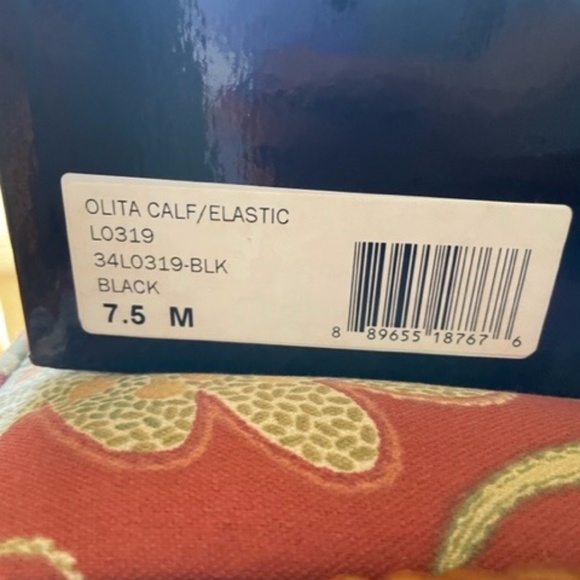 OLITA CALF/ELASTIC
L0319
34L0319-BLK
BLACK
7.5 M
8 89655 18767 6